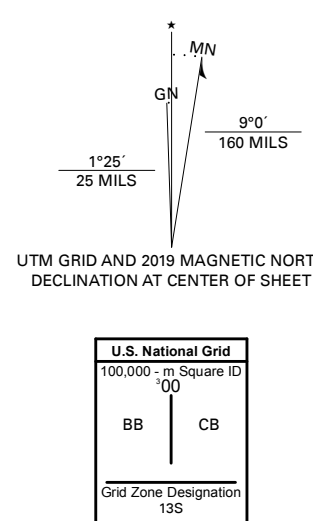 ★
MN
GN
9°0´
160 MILS
1°25´
25 MILS
UTM GRID AND 2019 MAGNETIC NORT
DECLINATION AT CENTER OF SHEET
U.S. National Grid
100,000 - m Square ID
³00
BB CB
Grid Zone Designation
13S